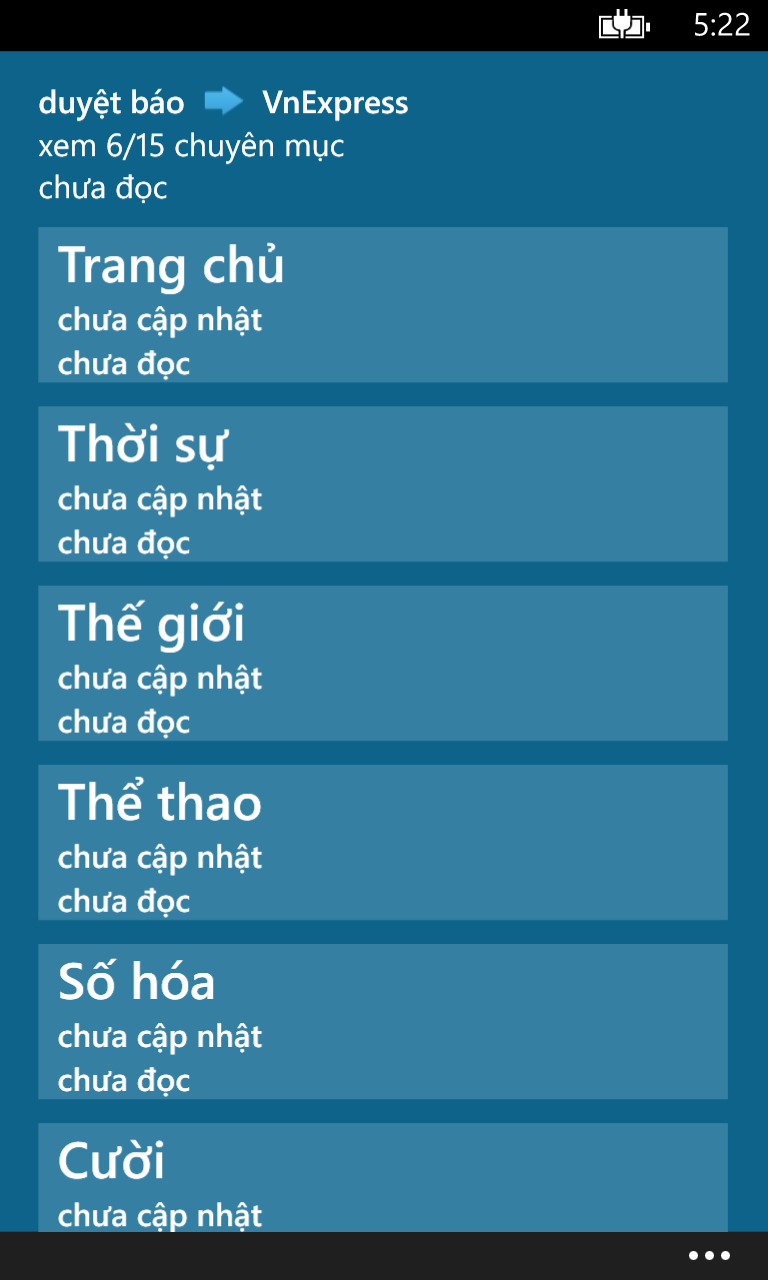 5:22
duyệt báo VnExpress
xem 6/15 chuyên mục
chưa đọc
Trang chủ
chưa cập nhật
chưa đọc
Thời sự
chưa cập nhật
chưa đọc
Thế giới
chưa cập nhật
chưa đọc
Thể thao
chưa cập nhật
chưa đọc
Số hóa
chưa cập nhật
chưa đọc
Cười
chưa cập nhật